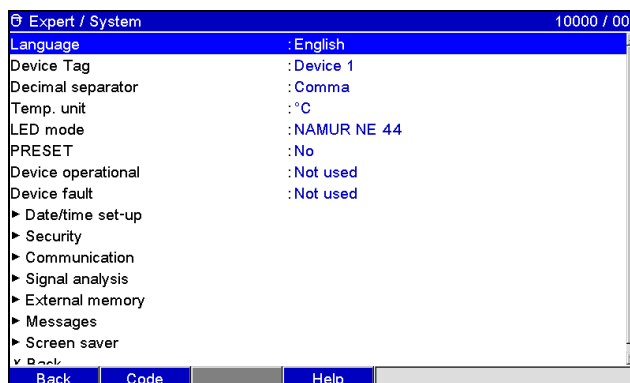 Expert / System 10000 / 00
Language :English
Device Tag :Device 1
Decimal separator :Comma
Temp. unit :°C
LED mode :NAMUR NE 44
PRESET :No
Device operational :Not used
Device fault :Not used
► Date/time set-up
► Security
► Communication
► Signal analysis
► External memory
► Messages
► Screen saver
x Back
Back Code Help